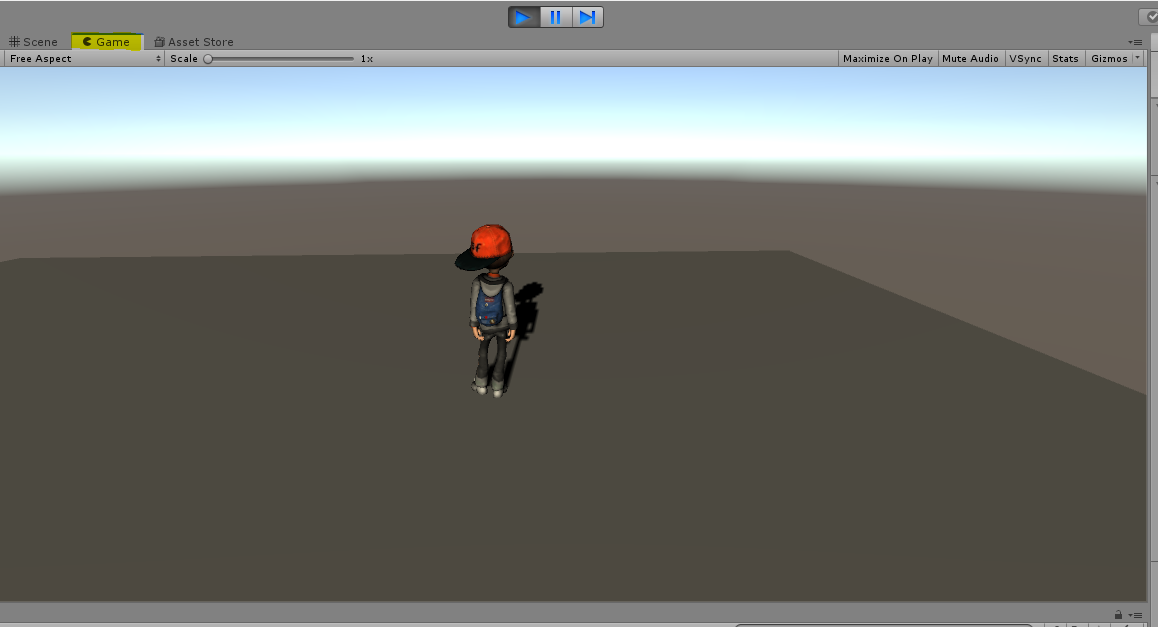 Scene Game Asset Store
Free Aspect Scale 1x Maximize On Play Mute Audio VSync Stats Gizmos